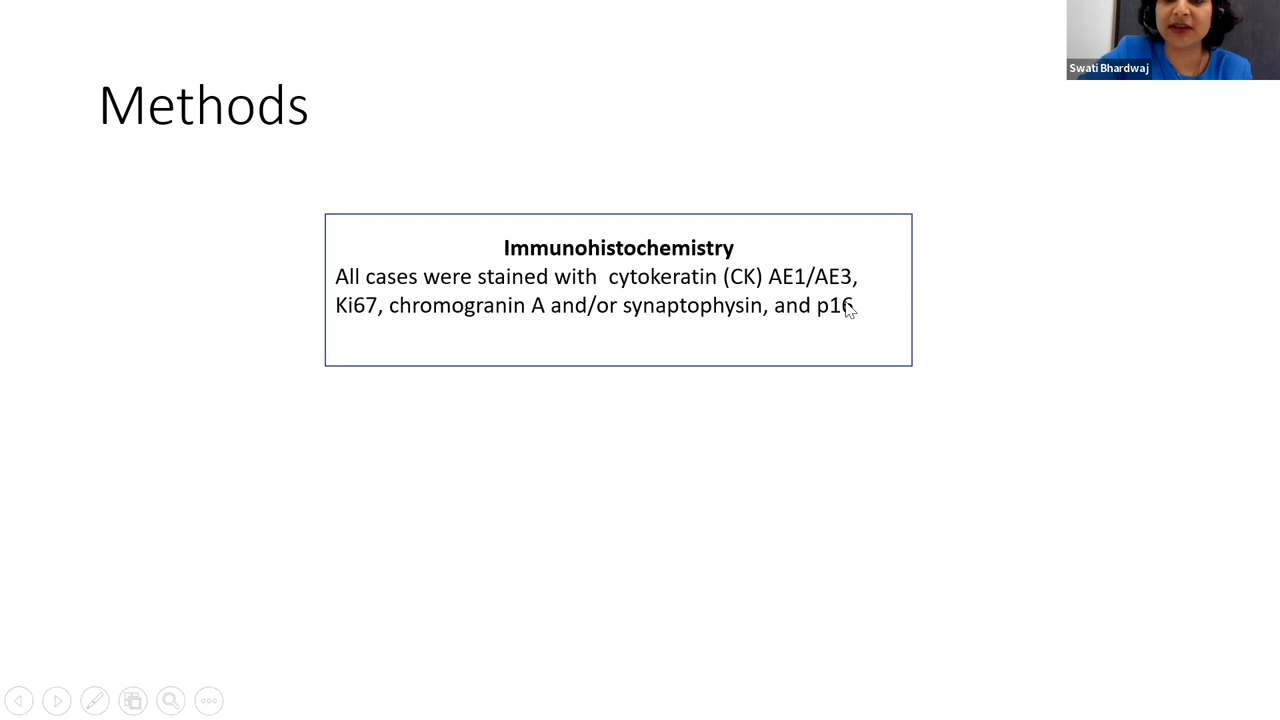 Swati Bhardwaj
Methods
Immunohistochemistry
All cases were stained with cytokeratin (CK) AE1/AE3,
Ki67, chromogranin A and/or synaptophysin, and p16